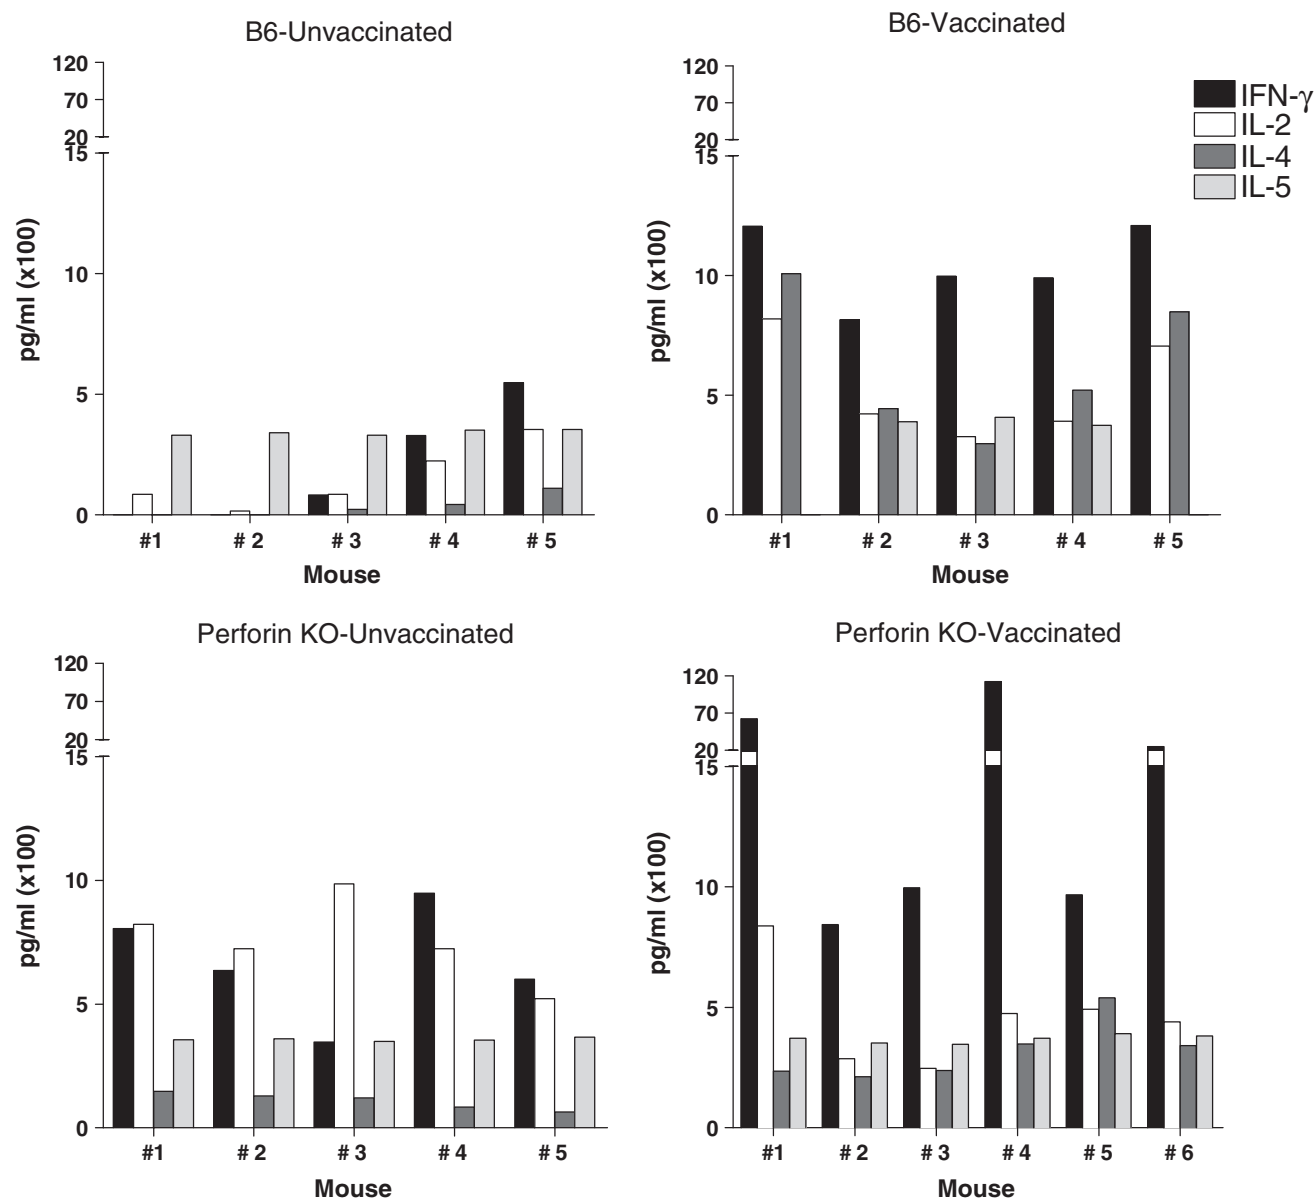 B6-Unvaccinated
120
70
20
15
15
10
5
0
pg/ml (x100)
#1 # 2 # 3 # 4 # 5
Mouse
B6-Vaccinated
120
70
20
15
15
10
5
0
pg/ml (x100)
#1 # 2 # 3 # 4 # 5
Mouse
IFN-γ
IL-2
IL-4
IL-5
Perforin KO-Unvaccinated
120
70
20
15
15
10
5
0
pg/ml (x100)
#1 # 2 # 3 # 4 # 5
Mouse
Perforin KO-Vaccinated
120
70
20
15
15
10
5
0
pg/ml (x100)
#1 # 2 # 3 # 4 # 5 # 6
Mouse